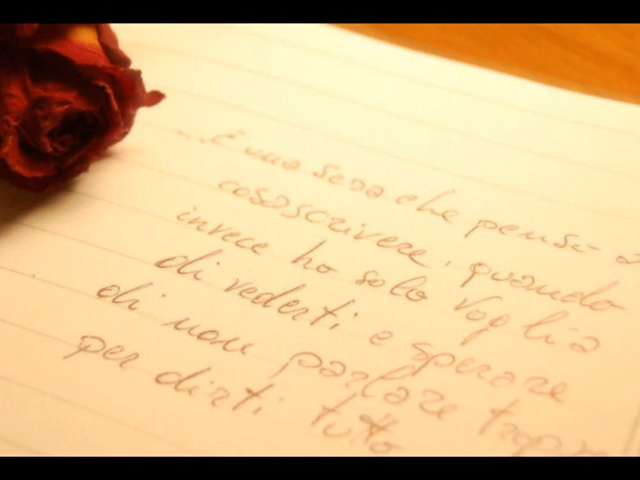 ...È una sera che penso a
cosa scrivere, quando
invece ho solo voglia
di vederti e sperare
di non parlare troppo
per dirti tutto